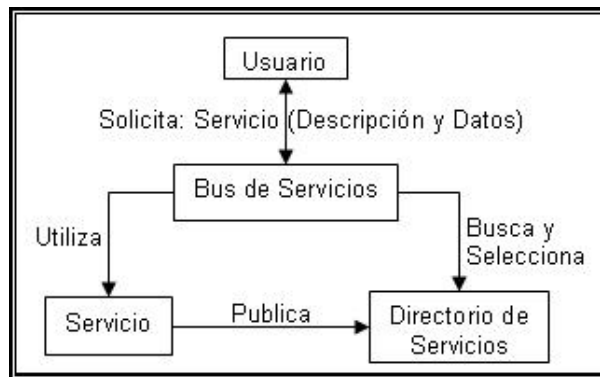 Usuario
Solicita: Servicio (Descripción y Datos)
Bus de Servicios
Utiliza
Busca y
Selecciona
Servicio
Publica
Directorio de
Servicios